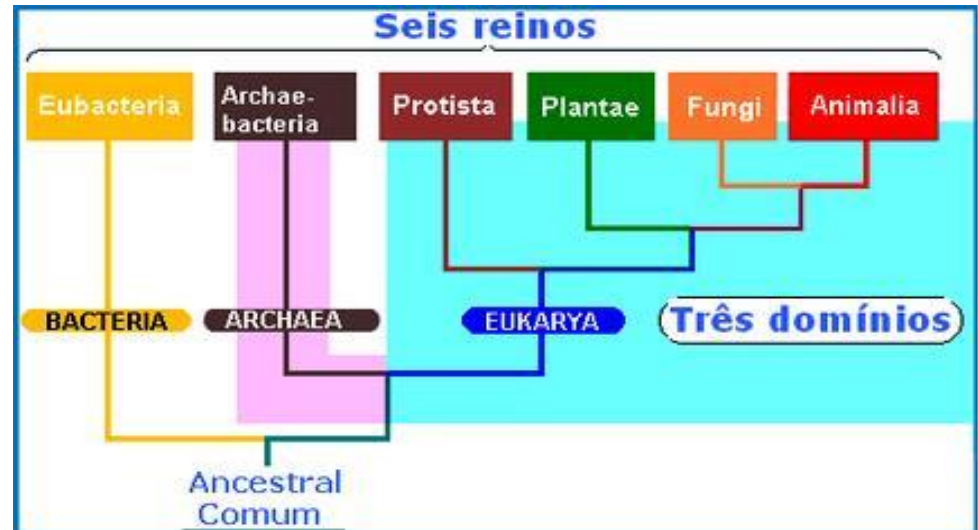 Seis reinos
Eubacteria
Archae-
bacteria
Protista
Plantae
Fungi
Animalia
BACTERIA
ARCHAEA
EUKARYA
Três domínios
Ancestral
Comum